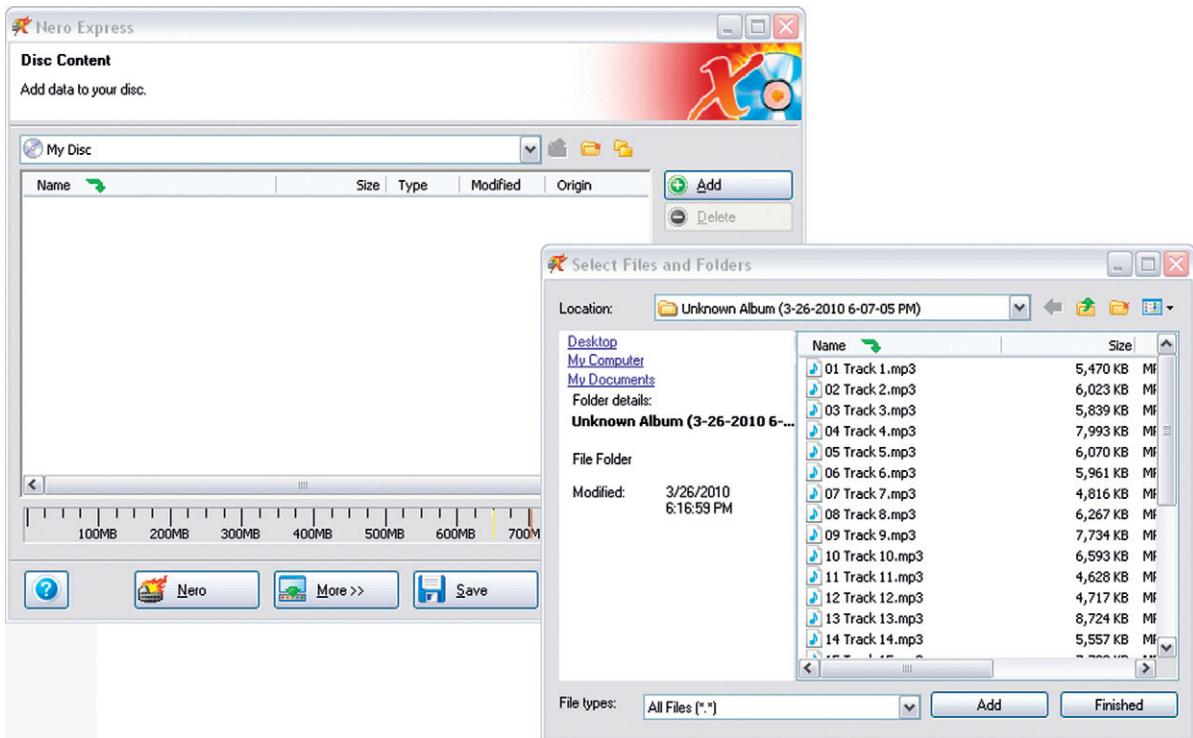 Nero Express
Disc Content
Add data to your disc.
My Disc
Name Size Type Modified Origin
Add
Delete
100MB 200MB 300MB 400MB 500MB 600MB 700M
Nero More >> Save
Select Files and Folders
Location: Unknown Album (3-26-2010 6-07-05 PM)
Desktop
My Computer
My Documents
Folder details:
Unknown Album (3-26-2010 6-...
File Folder
Modified: 3/26/2010
6:16:59 PM
Name Size
01 Track 1.mp3 5,470 KB
02 Track 2.mp3 6,023 KB
03 Track 3.mp3 5,839 KB
04 Track 4.mp3 7,993 KB
05 Track 5.mp3 6,070 KB
06 Track 6.mp3 5,961 KB
07 Track 7.mp3 4,816 KB
08 Track 8.mp3 6,267 KB
09 Track 9.mp3 7,734 KB
10 Track 10.mp3 6,593 KB
11 Track 11.mp3 4,628 KB
12 Track 12.mp3 4,717 KB
13 Track 13.mp3 8,724 KB
14 Track 14.mp3 5,557 KB
File types: All Files (*.*) Add Finished